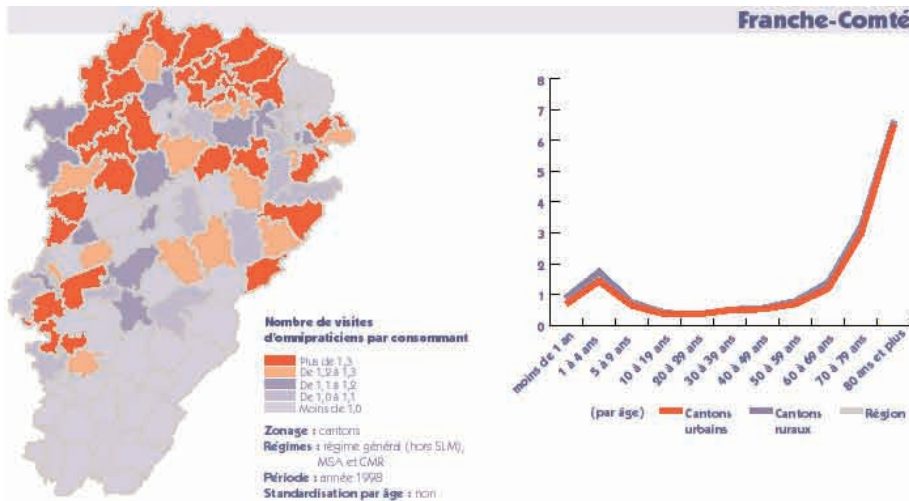 Franche-Comté
Nombre de visites
d'omnipraticiens par consommant
Plus de 1,3
De 1,2 à 1,3
De 1,1 à 1,2
De 1,0 à 1,1
Moins de 1,0
Zonage : cantons
Régimes : régime général (hors SLM),
MSA et CMR
Période : année 1998
Standardisation par âge : non
8
7
6
5
4
3
2
1
0
moins de 1 an
1 à 4 ans
5 à 9 ans
10 à 19 ans
20 à 29 ans
30 à 39 ans
40 à 49 ans
50 à 59 ans
60 à 69 ans
70 à 79 ans
80 ans et plus
(par âge)
Cantons urbains
Cantons ruraux
Région